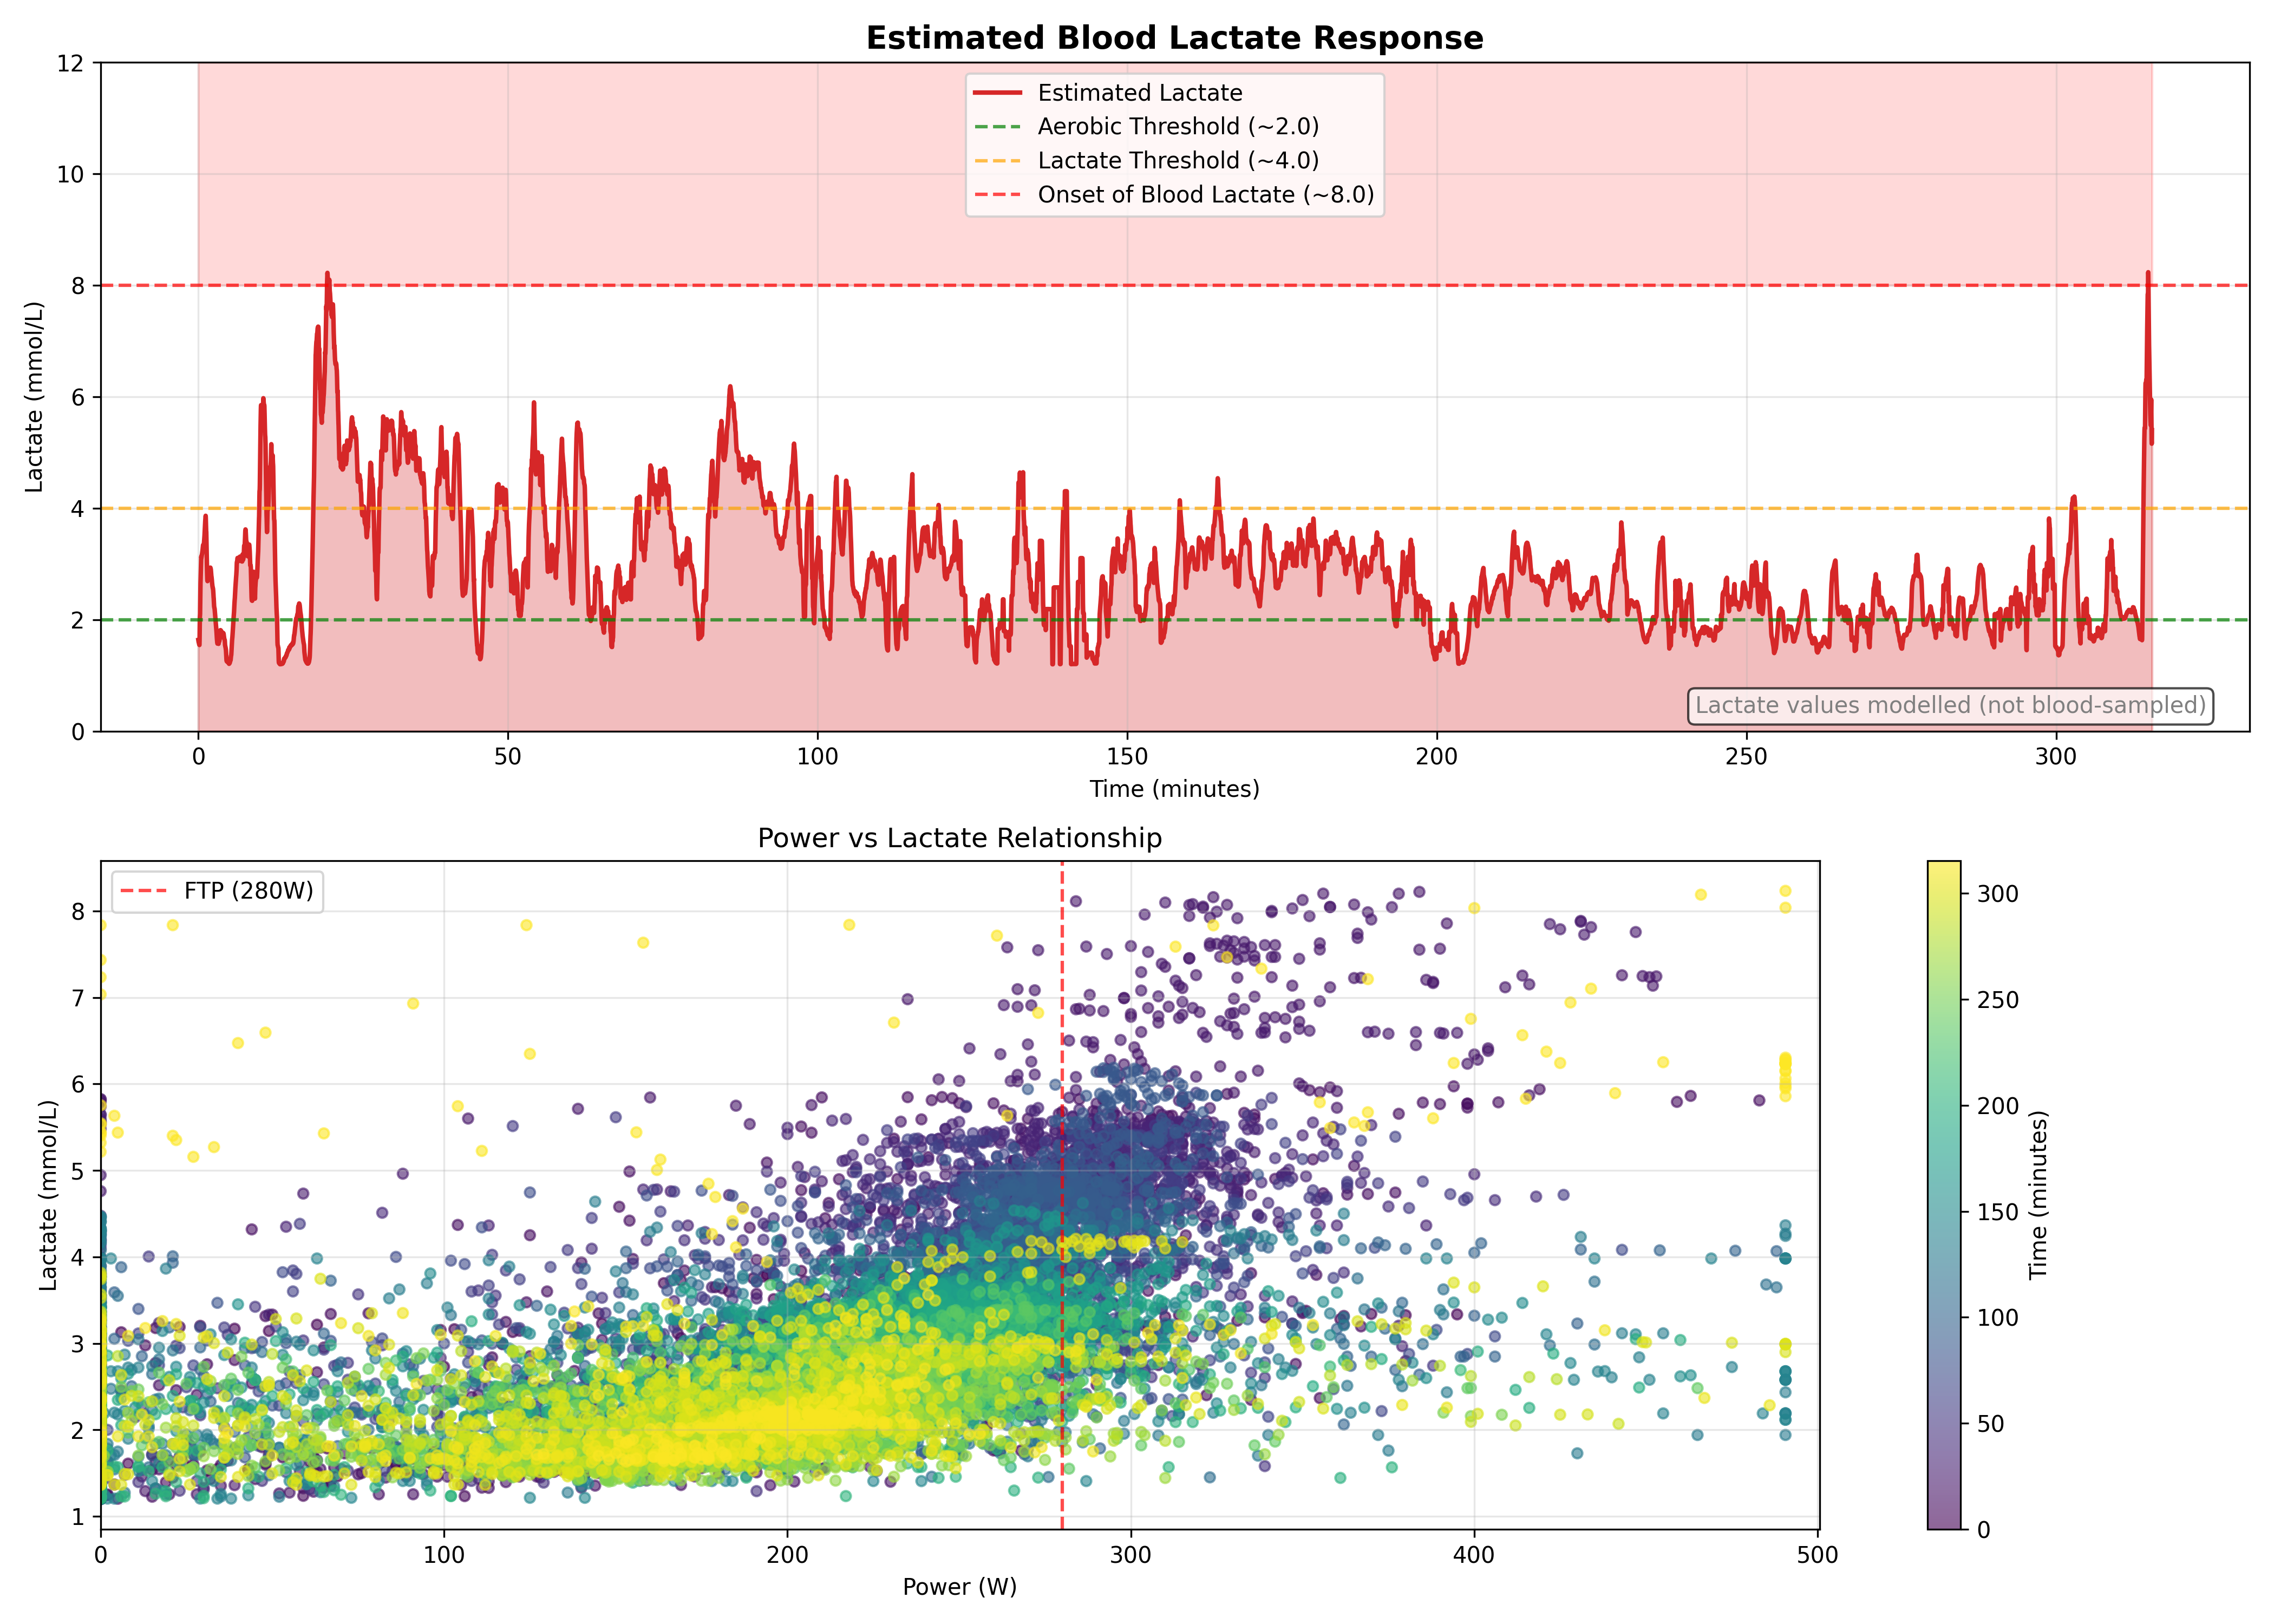 Estimated Blood Lactate Response
12
10
8
6
4
2
0
Lactate (mmol/L)
Estimated Lactate
Aerobic Threshold (~2.0)
Lactate Threshold (~4.0)
Onset of Blood Lactate (~8.0)
Lactate values modelled (not blood-sampled)
0 50 100 150 200 250 300
Time (minutes)
Power vs Lactate Relationship
FTP (280W)
8
7
6
5
4
3
2
1
Lactate (mmol/L)
0 100 200 300 400 500
Power (W)
300
250
200
150
100
50
0
Time (minutes)